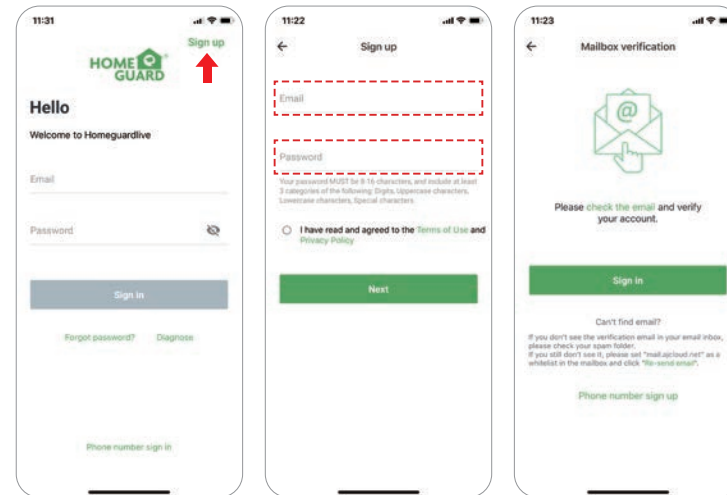 11:31
Sign up
HOME
GUARD
Hello
Welcome to Homeguardlive
Email
Password
Sign in
Forgot password? Diagnose
Phone number sign in
11:22
Sign up
Email
Password
Your password MUST be 8-16 characters, and include at least
3 categories of the following: Digits, Uppercase characters,
Lowercase characters, Special characters
I have read and agreed to the Terms of Use and
Privacy Policy
Next
11:23
Mailbox verification
@
Please check the email and verify
your account.
Sign in
Can't find email?
If you don't see the verification email in your email inbox,
please check your spam folder.
If you still don't see it, please set "mail.ajcloud.net" as a
whitelist in the mailbox and click "Re-send email".
Phone number sign up